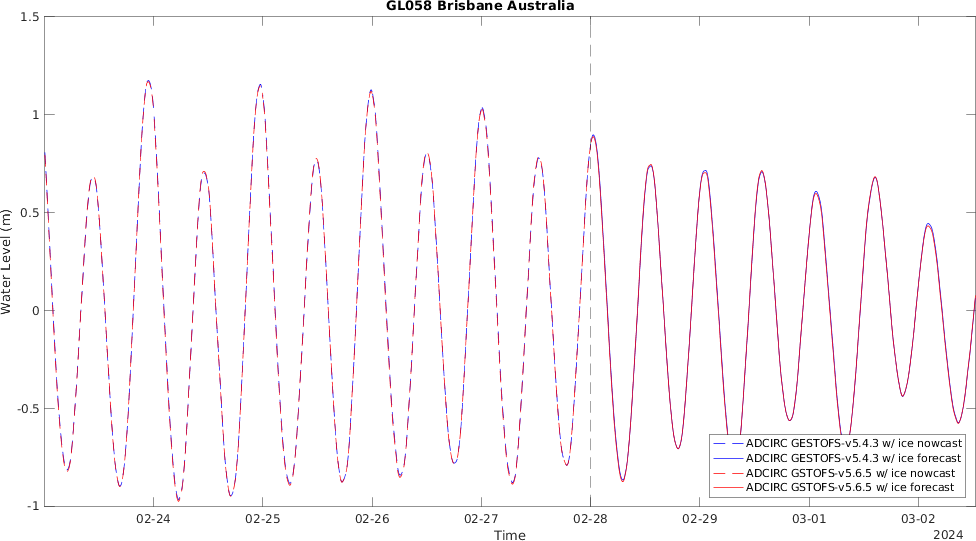 GL058 Brisbane Australia
1.5
1
0.5
0
-0.5
-1
Water Level (m)
ADCIRC GESTOFS-v5.4.3 w/ ice nowcast
ADCIRC GESTOFS-v5.4.3 w/ ice forecast
ADCIRC GSTOFS-v5.6.5 w/ ice nowcast
ADCIRC GSTOFS-v5.6.5 w/ ice forecast
02-24 02-25 02-26 02-27 02-28 02-29 03-01 03-02
Time
2024